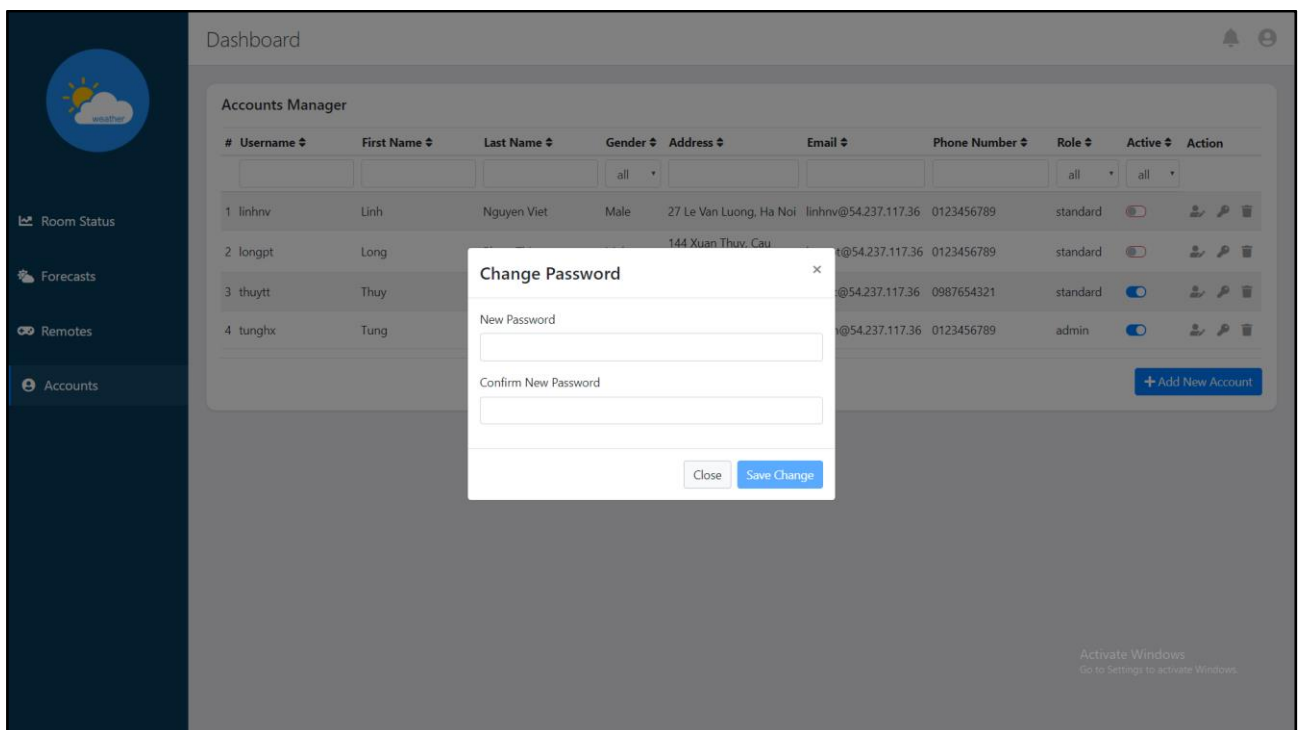 Dashboard
weather
Room Status
Forecasts
Remotes
Accounts
Accounts Manager
# Username First Name Last Name Gender Address Email Phone Number Role Active Action
all all all
1 linhnv Linh Nguyen Viet Male 27 Le Van Luong, Ha Noi linhnv@54.237.117.36 0123456789 standard
144 Xuan Thuy, Cau
2 longpt Long t@54.237.117.36 0123456789 standard
3 thuytt Thuy @54.237.117.36 0987654321 standard
4 tunghx Tung @54.237.117.36 0123456789 admin
+ Add New Account
Change Password ×
New Password
Confirm New Password
Close Save Change
Activate Windows
Go to Settings to activate Windows.